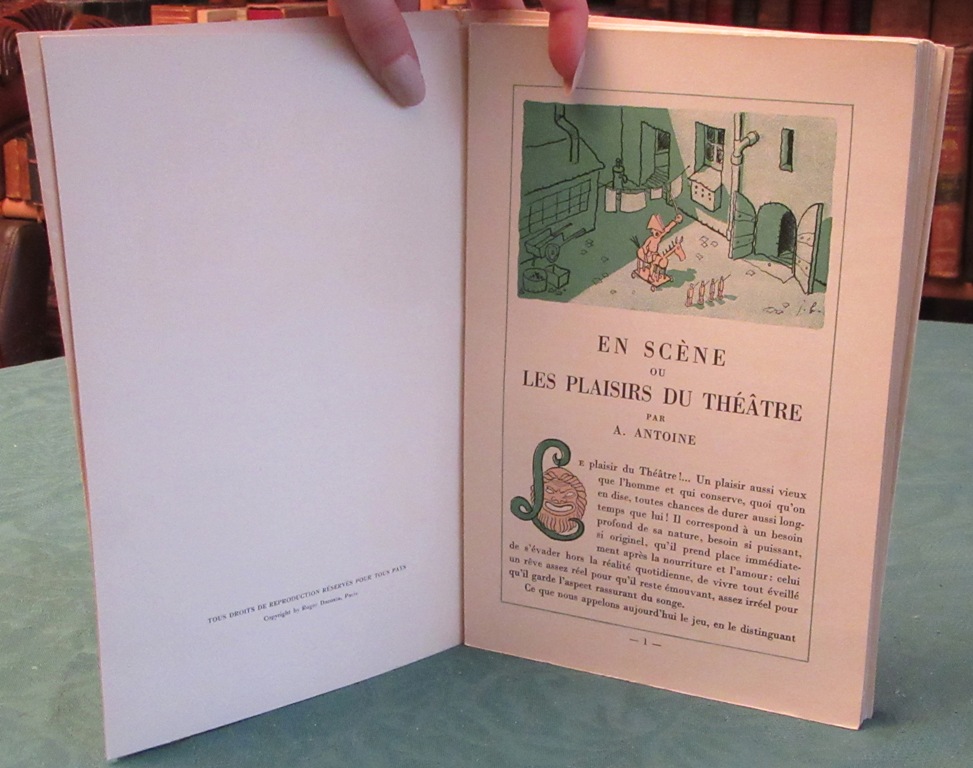 TOUS DROITS DE REPRODUCTION RÉSERVÉS POUR TOUS PAYS
Copyright by Roger Dacosta, Paris
EN SCÈNE
OU
LES PLAISIRS DU THÉÂTRE
PAR
A. ANTOINE
LE plaisir du Théâtre!... Un plaisir aussi vieux
que l'homme et qui conserve, quoi qu'on
en dise, toutes chances de durer aussi long-
temps que lui! Il correspond à un besoin
profond de sa nature, besoin si puissant,
si originel, qu'il prend place immédiate-
ment après la nourriture et l'amour: celui
de s'évader hors la réalité quotidienne, de vivre tout éveillé
un rêve assez réel pour qu'il reste émouvant, assez irréel pour
qu'il garde l'aspect rassurant du songe.
Ce que nous appelons aujourd'hui le jeu, en le distinguant
— 1 —